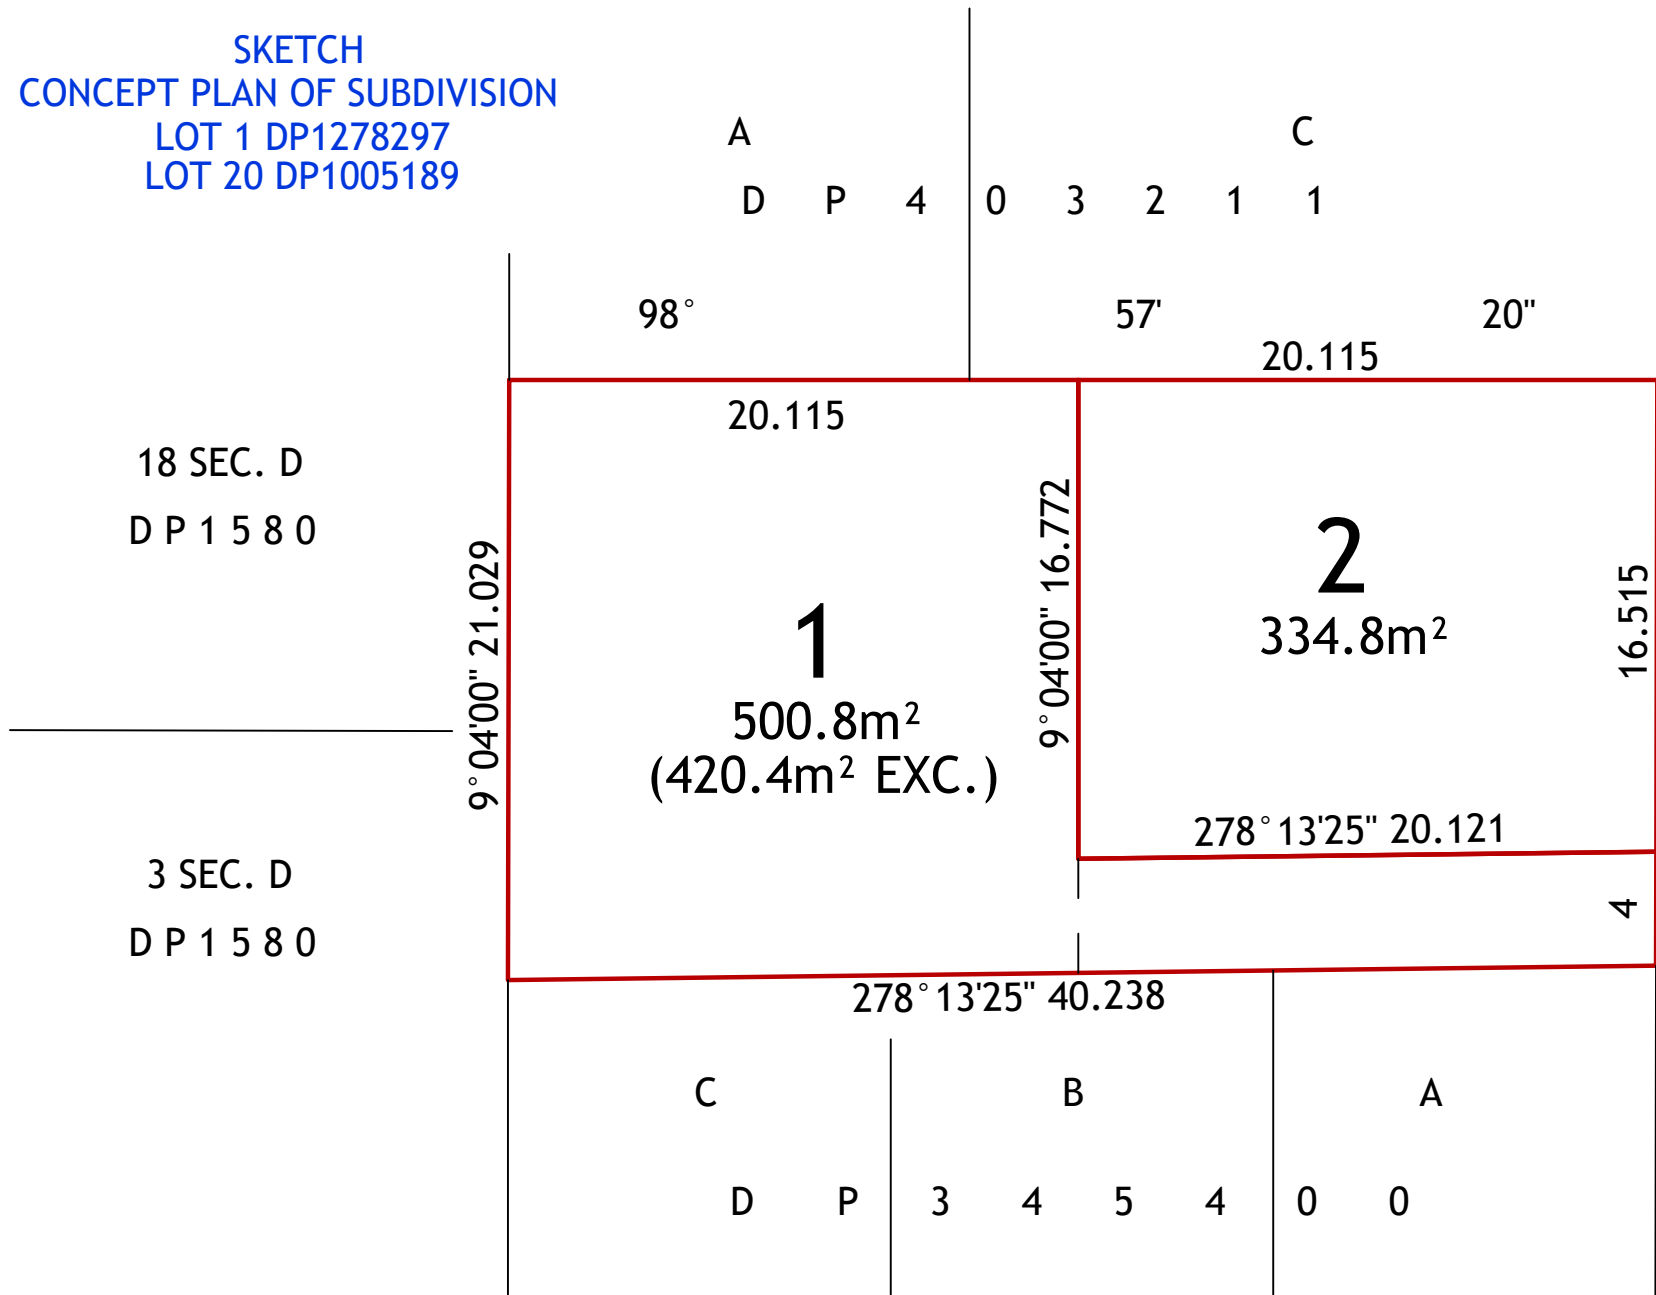 SKETCH
CONCEPT PLAN OF SUBDIVISION
LOT 1 DP1278297
LOT 20 DP1005189
A
C
D P 4 0 3 2 1 1
98° 57' 20"
20.115
20.115
18 SEC. D
D P 1 5 8 0
9°04'00" 21.029
9°04'00" 16.772
2
334.8m²
16.515
1
500.8m²
(420.4m² EXC.)
278°13'25" 20.121
3 SEC. D
D P 1 5 8 0
4
278°13'25" 40.238
C
B
A
D P 3 4 5 4 0 0